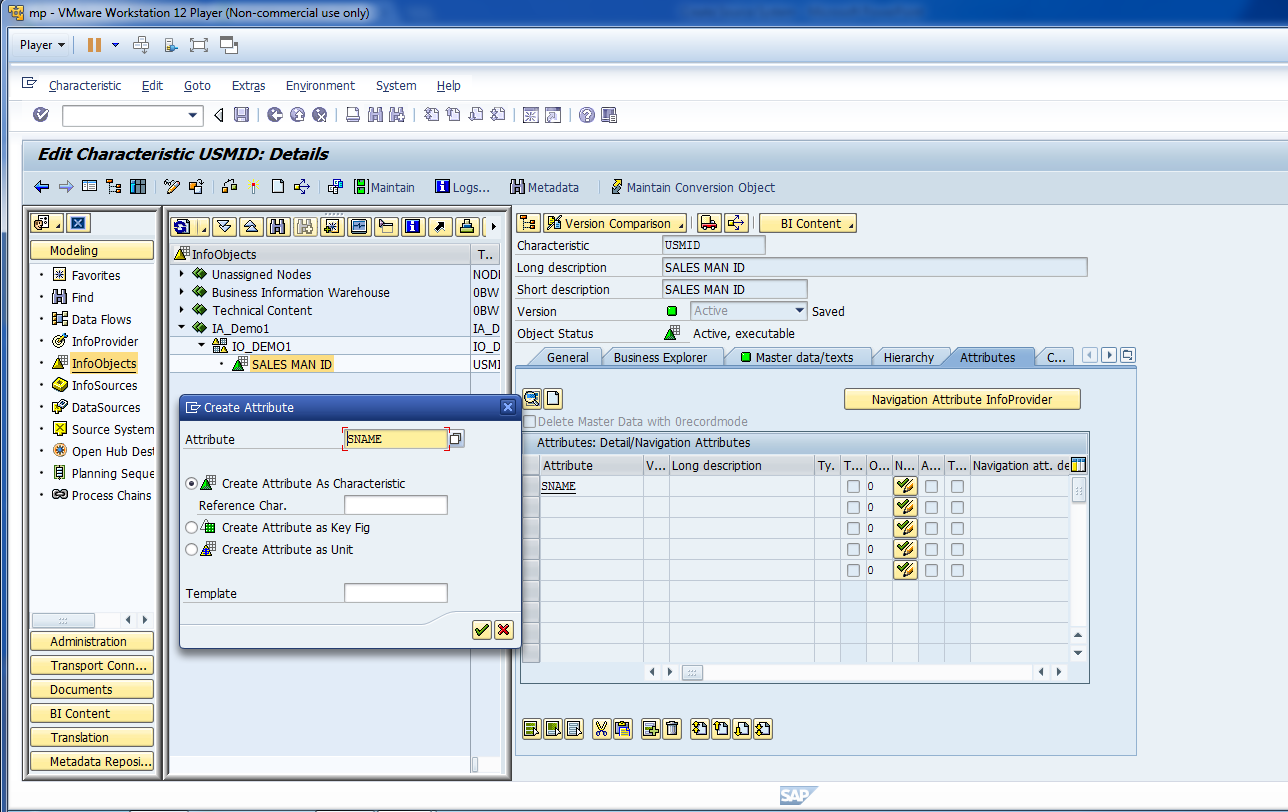 mp - VMware Workstation 12 Player (Non-commercial use only)
Player
Characteristic Edit Goto Extras Environment System Help
Edit Characteristic USMID: Details
Maintain Logs... Metadata Maintain Conversion Object
Modeling
Favorites
Find
Data Flows
InfoProvider
InfoObjects
InfoSources
DataSources
Source System
Open Hub Dest
Planning Seque
Process Chains
Administration
Transport Conn...
Documents
BI Content
Translation
Metadata Reposi...
InfoObjects T..
Unassigned Nodes NODI
Business Information Warehouse 0BW
Technical Content 0BW
IA_Demo1 IA_D
IO_DEMO1 IO_D
SALES MAN ID USMI
Version Comparison BI Content
Characteristic USMID
Long description SALES MAN ID
Short description SALES MAN ID
Version Active Saved
Object Status Active, executable
General Business Explorer Master data/texts Hierarchy Attributes C...
Navigation Attribute InfoProvider
Delete Master Data with 0recordmode
Attributes: Detail/Navigation Attributes
Attribute V... Long description Ty. T... O... N... A... T... Navigation att. de
SNAME 0
0
0
0
0
Create Attribute
Attribute SNAME
Create Attribute As Characteristic
Reference Char.
Create Attribute as Key Fig
Create Attribute as Unit
Template
SAP